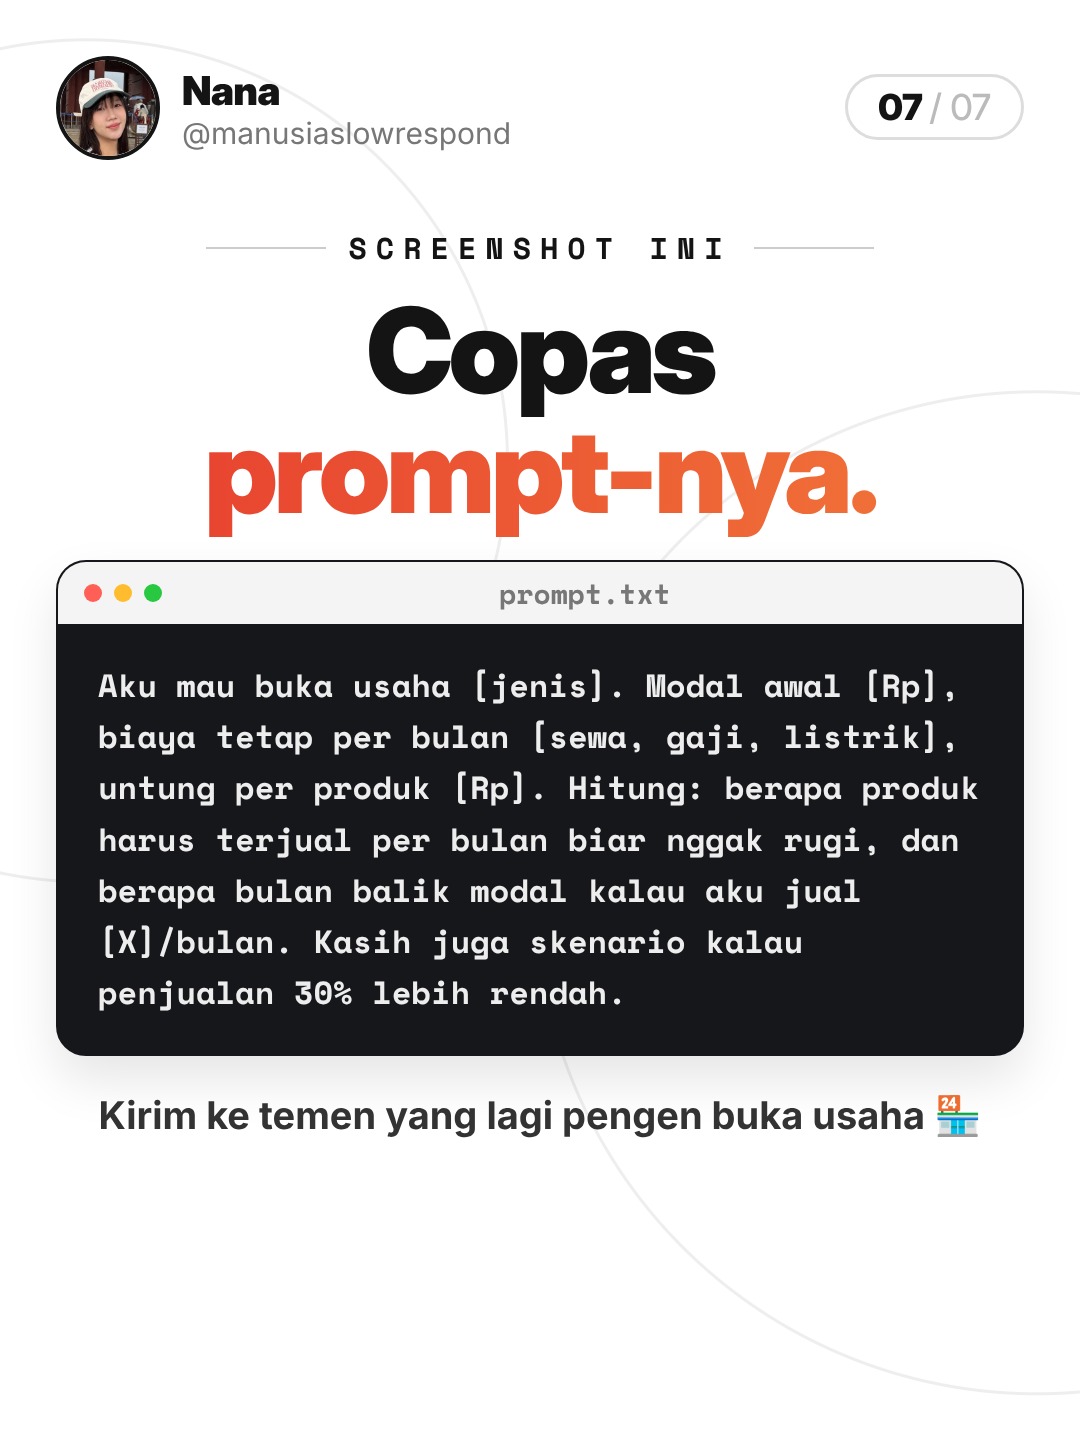 Nana
@manusiaslowrespond
07 / 07
SCREENSHOT INI
Copas
prompt-nya.
prompt.txt
Aku mau buka usaha [jenis]. Modal awal [Rp],
biaya tetap per bulan [sewa, gaji, listrik],
untung per produk [Rp]. Hitung: berapa produk
harus terjual per bulan biar nggak rugi, dan
berapa bulan balik modal kalau aku jual
[X]/bulan. Kasih juga skenario kalau
penjualan 30% lebih rendah.
Kirim ke temen yang lagi pengen buka usaha 🏪